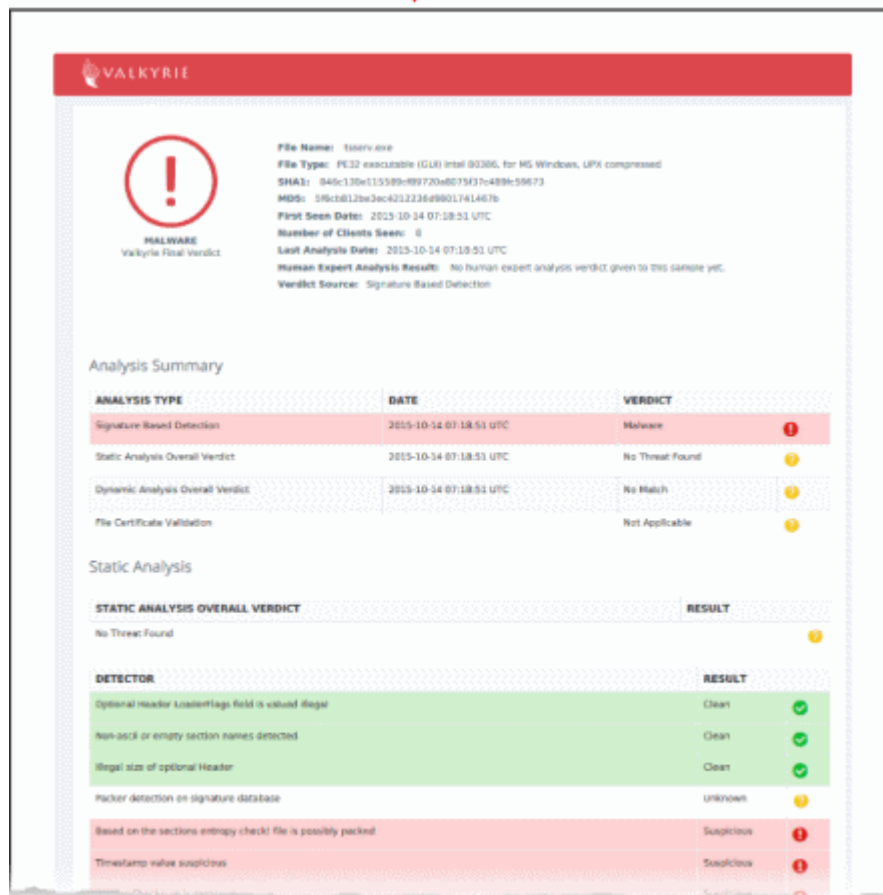 VALKYRIE
File Name: tsserv.exe
File Type: PE32 executable (GUI) Intel 80386, for MS Windows, UPX compressed
SHA1:
MD5:
First Seen Date: 2015-10-14 07:18:51 UTC
Number of Clients Seen: 8
Last Analysis Date: 2015-10-14 07:18:51 UTC
Human Expert Analysis Result: No human expert analysis verdict given to this sample yet.
Verdict Source: Signature Based Detection
MALWARE
Valkyrie Final Verdict
Analysis Summary
ANALYSIS TYPE DATE VERDICT
Signature Based Detection 2015-10-14 07:18:51 UTC Malware
Static Analysis Overall Verdict 2015-10-14 07:18:51 UTC No Threat Found
Dynamic Analysis Overall Verdict 2015-10-14 07:18:51 UTC No Match
File Certificate Validation Not Applicable
Static Analysis
STATIC ANALYSIS OVERALL VERDICT RESULT
No Threat Found
DETECTOR RESULT
Optional Header LoaderFlags field is valued illegal Clean
Non-ascii or empty section names detected Clean
Illegal size of optional Header Clean
Packer detection on signature database Unknown
Based on the sections entropy check! file is possibly packed Suspicious
Timestamp value suspicious Suspicious